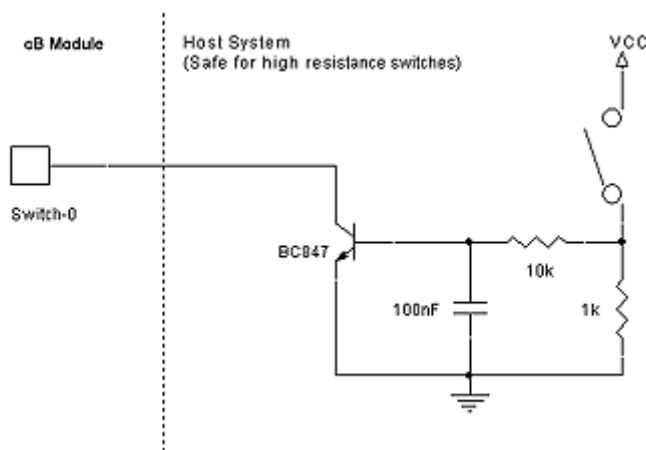 oB Module
Host System
(Safe for high resistance switches)
VCC
Switch-0
BC847
10k
100nF
1k